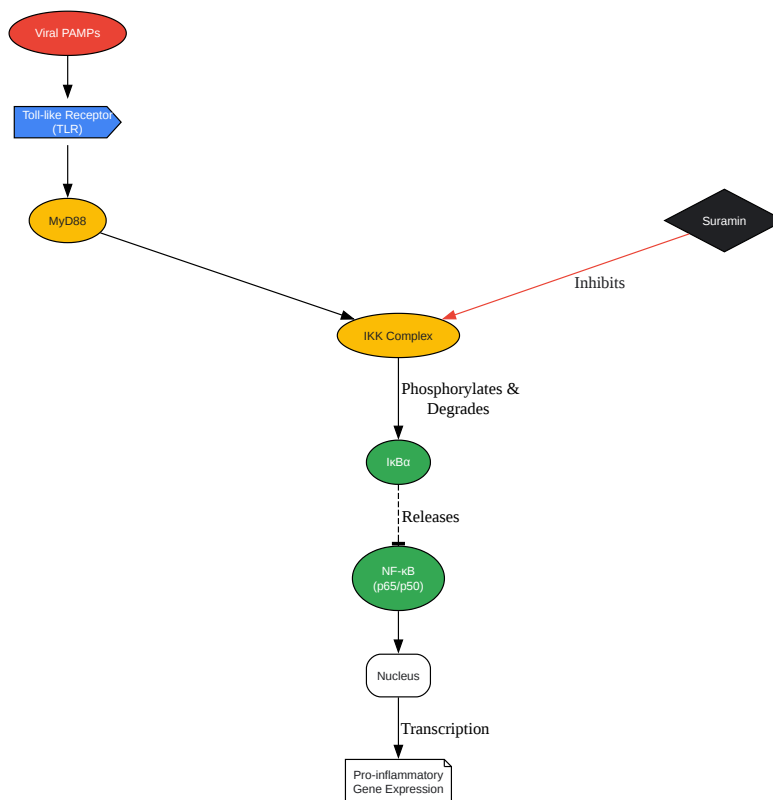 Viral PAMPs
Toll-like Receptor
(TLR)
MyD88
Suramin
Inhibits
IKK Complex
Phosphorylates &
Degrades
IκBα
Releases
NF-κB
(p65/p50)
Nucleus
Transcription
Pro-inflammatory
Gene Expression